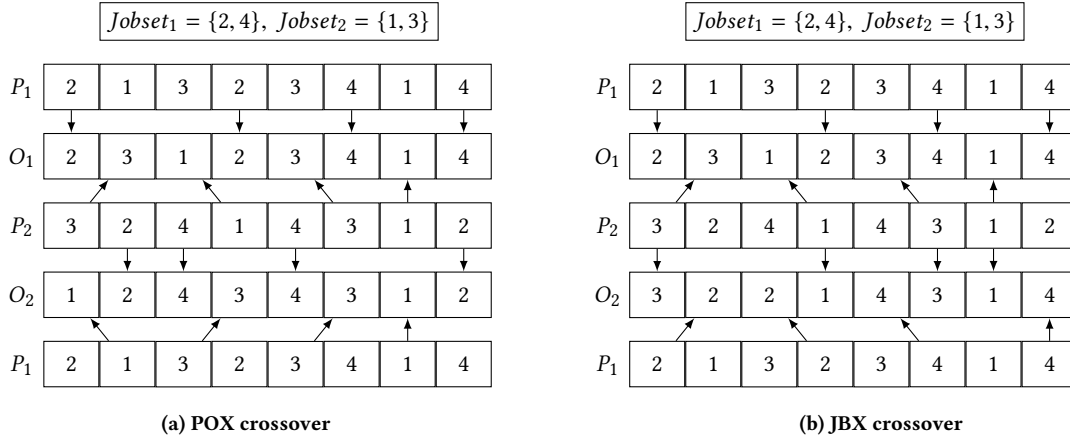 Jobset1 = {2, 4}, Jobset2 = {1, 3}
P1 2 1 3 2 3 4 1 4
O1 2 3 1 2 3 4 1 4
P2 3 2 4 1 4 3 1 2
O2 1 2 4 3 4 3 1 2
P1 2 1 3 2 3 4 1 4
(a) POX crossover
Jobset1 = {2, 4}, Jobset2 = {1, 3}
P1 2 1 3 2 3 4 1 4
O1 2 3 1 2 3 4 1 4
P2 3 2 4 1 4 3 1 2
O2 3 2 2 1 4 3 1 4
P1 2 1 3 2 3 4 1 4
(b) JBX crossover